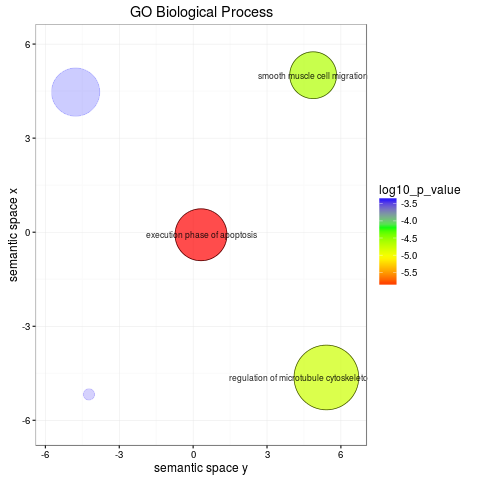 GO Biological Process
6
3
0
-3
-6
semantic space x
smooth muscle cell migration
execution phase of apoptosis
regulation of microtubule cytoskelet
-6
-3
0
3
6
semantic space y
log10_p_value
-3.5
-4.0
-4.5
-5.0
-5.5